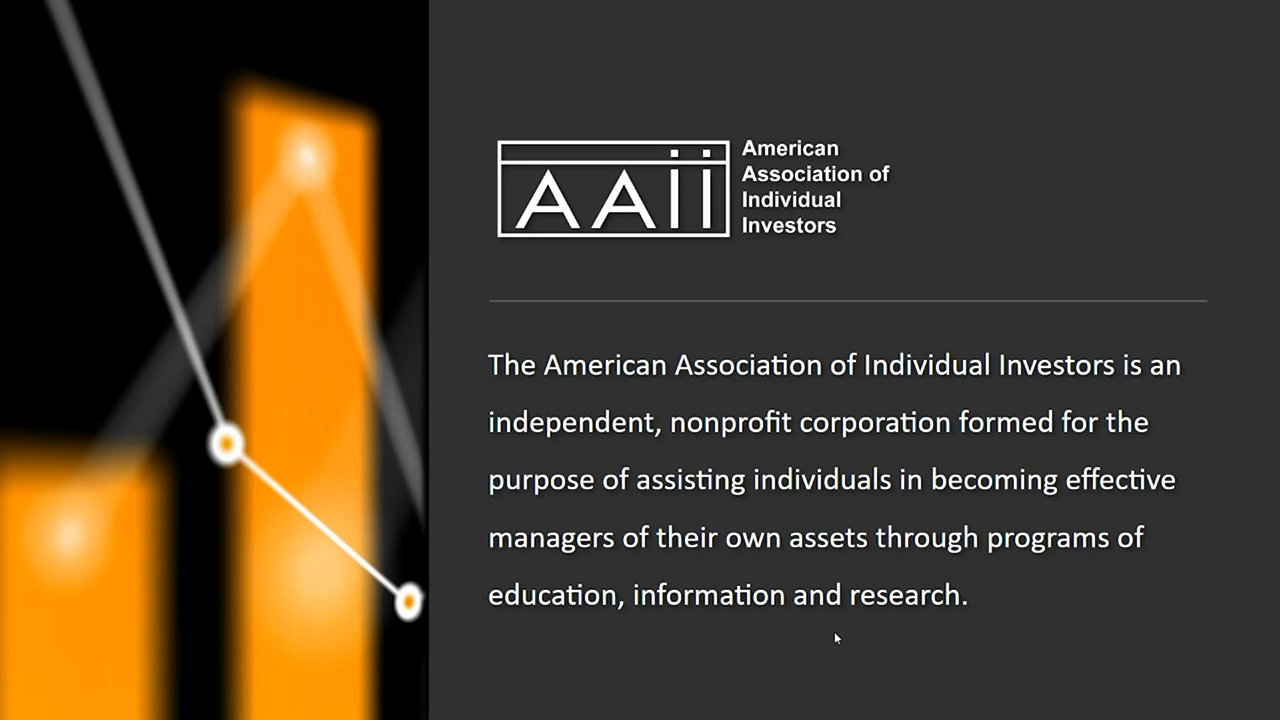 AAii
American
Association of
Individual
Investors
The American Association of Individual Investors is an
independent, nonprofit corporation formed for the
purpose of assisting individuals in becoming effective
managers of their own assets through programs of
education, information and research.